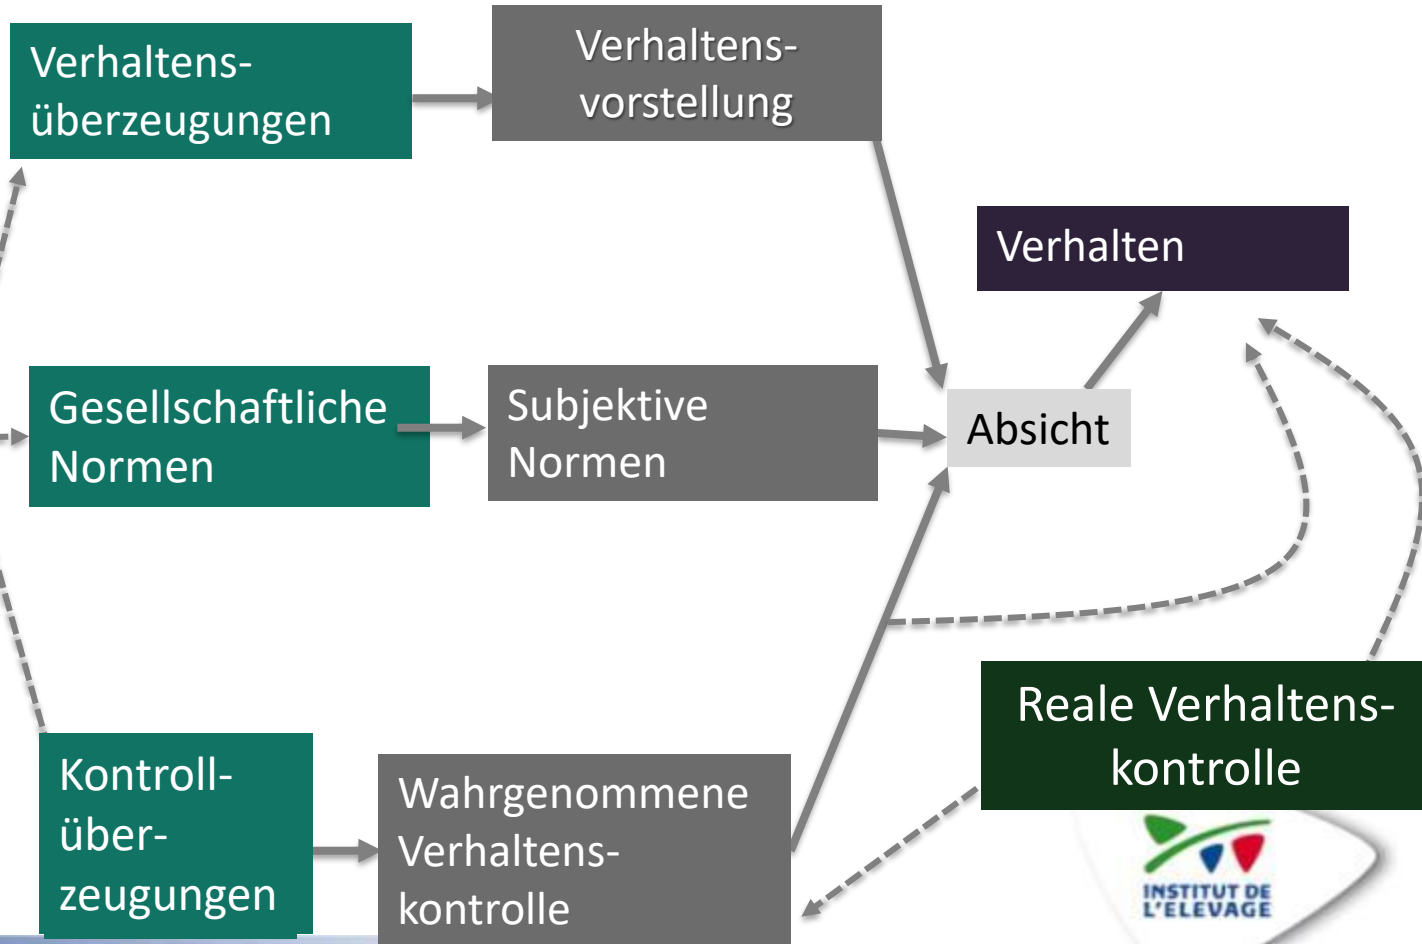 Verhaltens-
überzeugungen
Verhaltens-
vorstellung
Verhalten
Gesellschaftliche
Normen
Subjektive
Normen
Absicht
Reale Verhaltens-
kontrolle
Kontroll-
über-
zeugungen
Wahrgenommene
Verhaltens-
kontrolle
INSTITUT DE
L'ELEVAGE